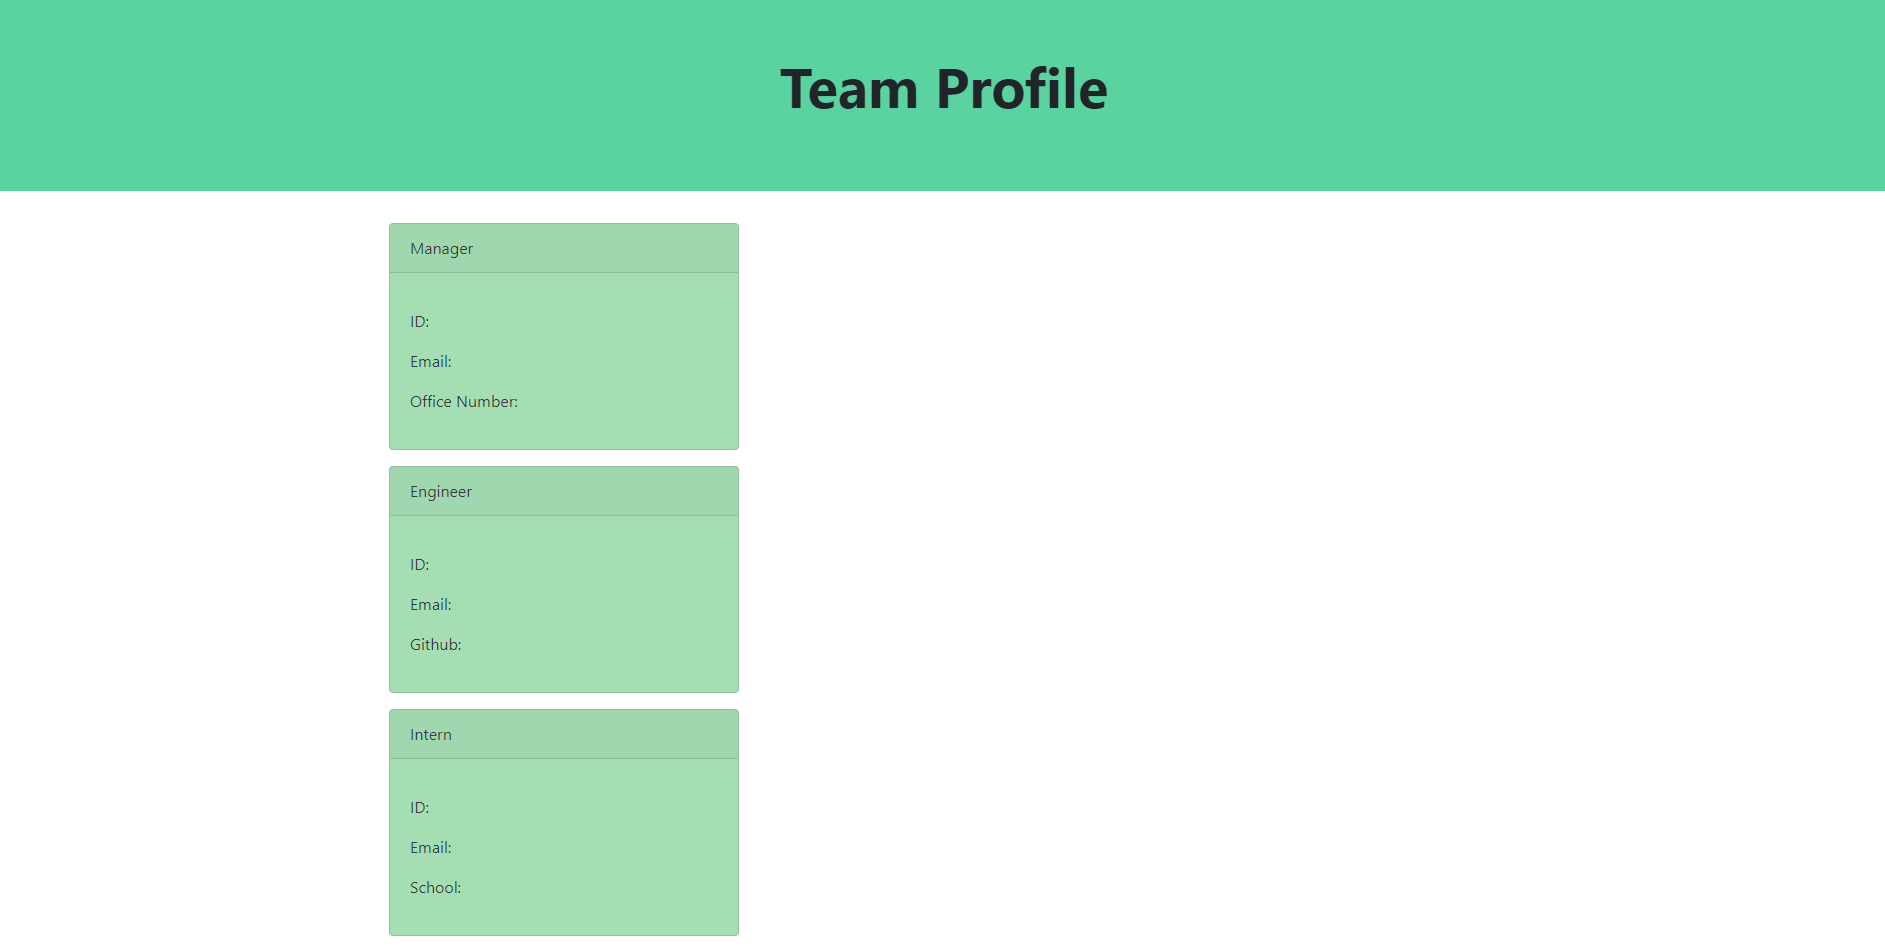 Team Profile
Manager
ID:
Email:
Office Number:
Engineer
ID:
Email:
Github:
Intern
ID:
Email:
School: